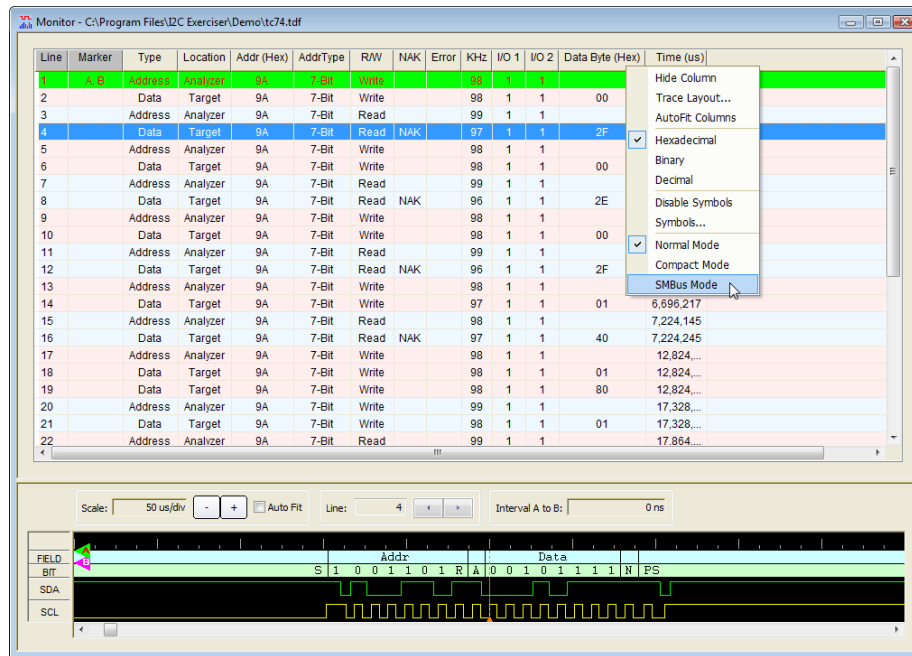 Monitor - C:\Program Files\I2C Exerciser\Demo\tc74.tdf
Line Marker Type Location Addr (Hex) AddrType R/W NAK Error KHz I/O 1 I/O 2 Data Byte (Hex) Time (us)
1 A, B Address Analyzer 9A 7-Bit Write 98 1 1
2 Data Target 9A 7-Bit Write 98 1 1 00
3 Address Analyzer 9A 7-Bit Read 99 1 1
4 Data Target 9A 7-Bit Read NAK 97 1 1 2F
5 Address Analyzer 9A 7-Bit Write 98 1 1
6 Data Target 9A 7-Bit Write 98 1 1 00
7 Address Analyzer 9A 7-Bit Read 99 1 1
8 Data Target 9A 7-Bit Read NAK 96 1 1 2E
9 Address Analyzer 9A 7-Bit Write 98 1 1
10 Data Target 9A 7-Bit Write 98 1 1 00
11 Address Analyzer 9A 7-Bit Read 99 1 1
12 Data Target 9A 7-Bit Read NAK 96 1 1 2F
13 Address Analyzer 9A 7-Bit Write 98 1 1
14 Data Target 9A 7-Bit Write 97 1 1 01 6,696,217
15 Address Analyzer 9A 7-Bit Read 98 1 1 7,224,145
16 Data Target 9A 7-Bit Read NAK 97 1 1 40 7,224,245
17 Address Analyzer 9A 7-Bit Write 98 1 1 12,824,...
18 Data Target 9A 7-Bit Write 98 1 1 01 12,824,...
19 Data Target 9A 7-Bit Write 98 1 1 80 12,824,...
20 Address Analyzer 9A 7-Bit Write 99 1 1 17,328,...
21 Data Target 9A 7-Bit Write 98 1 1 01 17,328,...
22 Address Analyzer 9A 7-Bit Read 99 1 1 17,864,...
Hide Column
Trace Layout...
AutoFit Columns
Hexadecimal
Binary
Decimal
Disable Symbols
Symbols...
Normal Mode
Compact Mode
SMBus Mode
Scale: 50 us/div - + Auto Fit Line: 4 Interval A to B: 0 ns
A
B
FIELD Addr Data
BIT S 1 0 0 1 1 0 1 R A 0 0 1 0 1 1 1 1 N PS
SDA
SCL